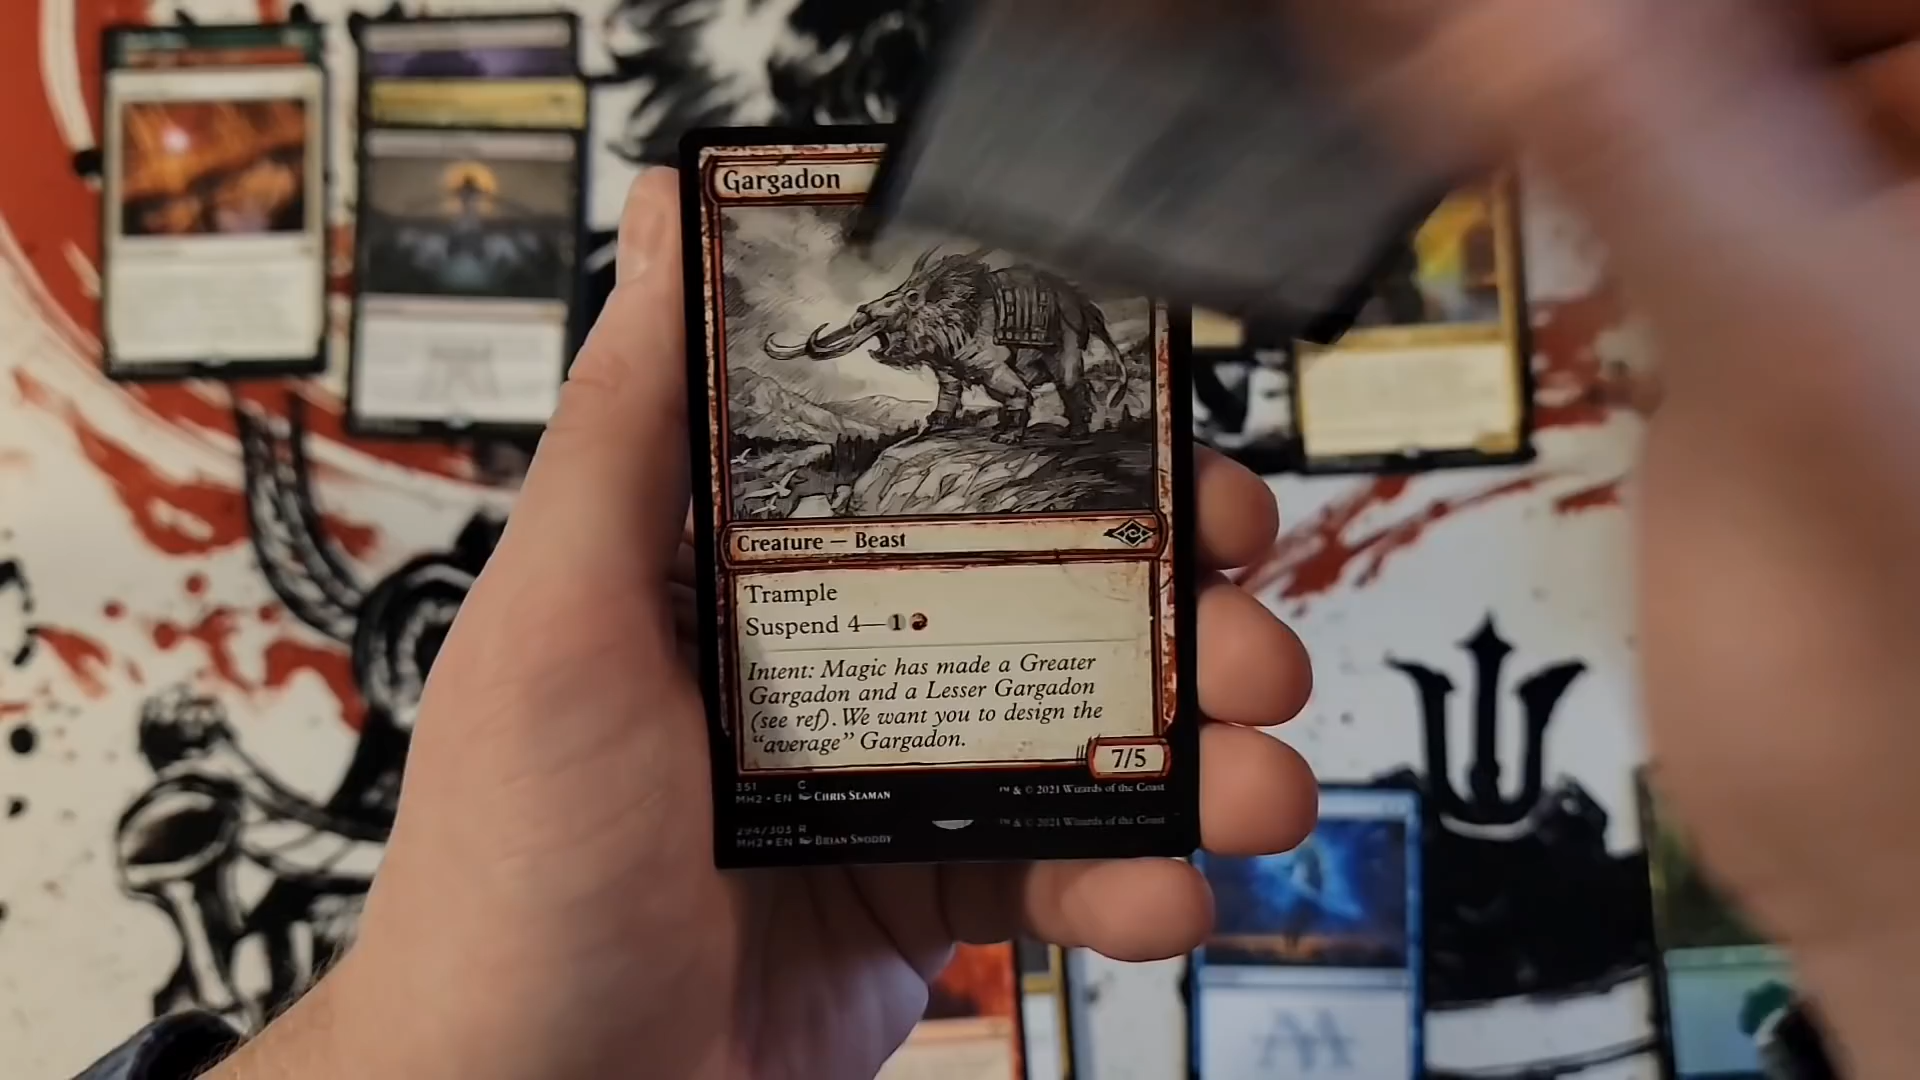 Gargadon
Creature — Beast
Trample
Suspend 4—1
Intent: Magic has made a Greater
Gargadon and a Lesser Gargadon
(see ref). We want you to design the
"average" Gargadon.
7/5
351 C
MH2 • EN CHRIS SEAMAN
™ & © 2021 Wizards of the Coast
294/303 R
™ & © 2021 Wizards of the Coast
MH2 ★ EN BRIAN SNODDY